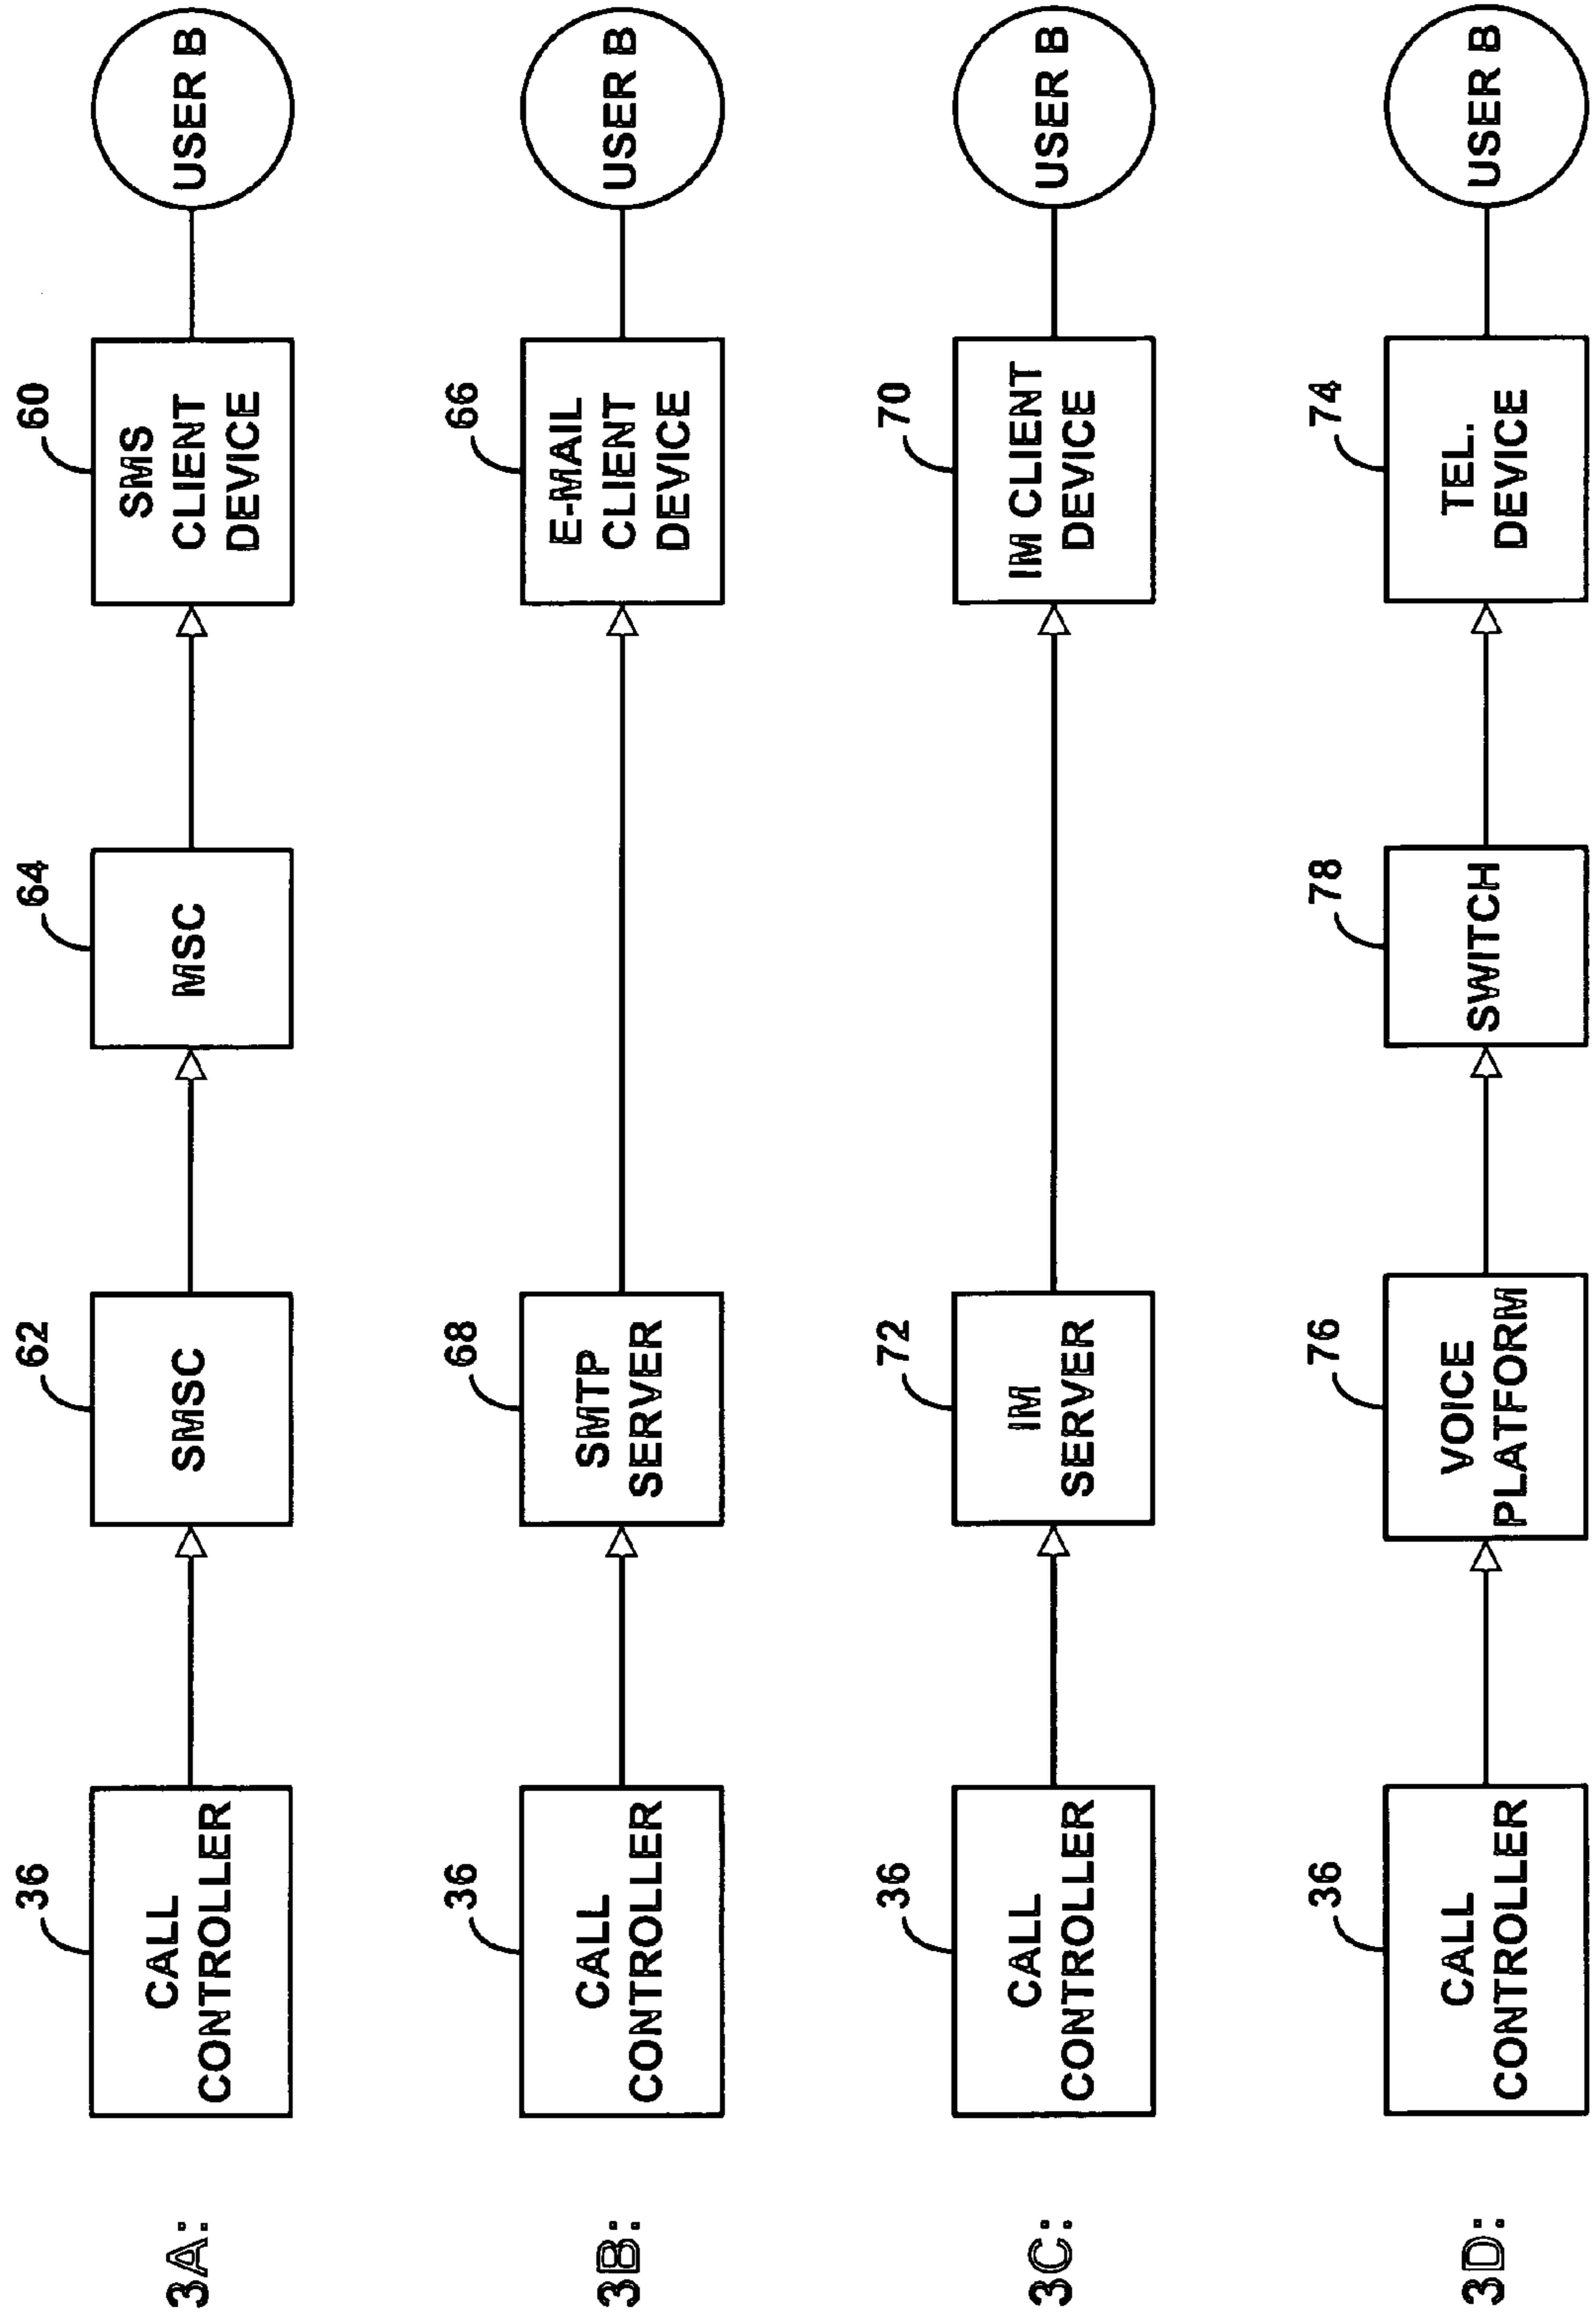 3A:
36
CALL
CONTROLLER
62
SMSC
64
MSC
60
SMS
CLIENT
DEVICE
USER B
3B:
36
CALL
CONTROLLER
68
SMTP
SERVER
66
E-MAIL
CLIENT
DEVICE
USER B
3C:
36
CALL
CONTROLLER
72
IM
SERVER
70
IM CLIENT
DEVICE
USER B
3D:
36
CALL
CONTROLLER
76
VOICE
PLATFORM
78
SWITCH
74
TEL.
DEVICE
USER B